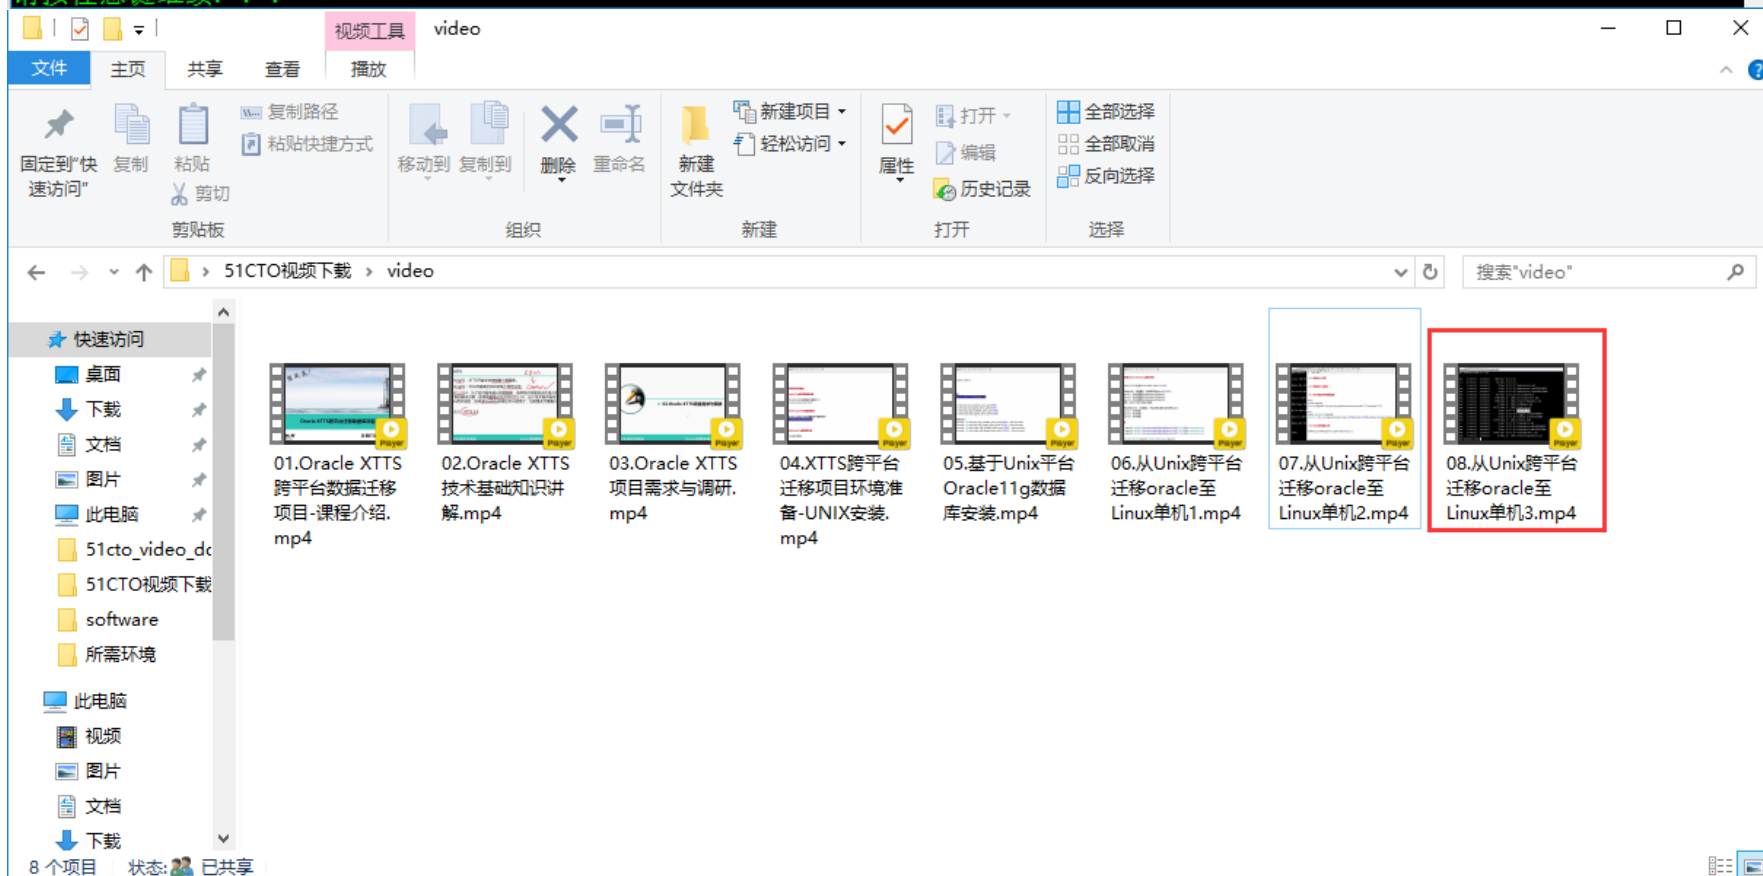 请按任意键继续. . .
视频工具
video
文件
主页
共享
查看
播放
固定到"快
速访问"
复制
粘贴
复制路径
粘贴快捷方式
剪切
剪贴板
移动到
复制到
删除
重命名
组织
新建
文件夹
新建项目
轻松访问
新建
属性
打开
编辑
历史记录
打开
全部选择
全部取消
反向选择
选择
51CTO视频下载 › video
搜索"video"
快速访问
桌面
下载
文档
图片
此电脑
51cto_video_dc
51CTO视频下载
software
所需环境
此电脑
视频
图片
文档
下载
01.Oracle XTTS
跨平台数据迁移
项目-课程介绍.
mp4
02.Oracle XTTS
技术基础知识讲
解.mp4
03.Oracle XTTS
项目需求与调研.
mp4
04.XTTS跨平台
迁移项目环境准
备-UNIX安装.
mp4
05.基于Unix平台
Oracle11g数据
库安装.mp4
06.从Unix跨平台
迁移oracle至
Linux单机1.mp4
07.从Unix跨平台
迁移oracle至
Linux单机2.mp4
08.从Unix跨平台
迁移oracle至
Linux单机3.mp4
Player
Player
Player
Player
Player
Player
Player
Player
8 个项目
状态: 已共享